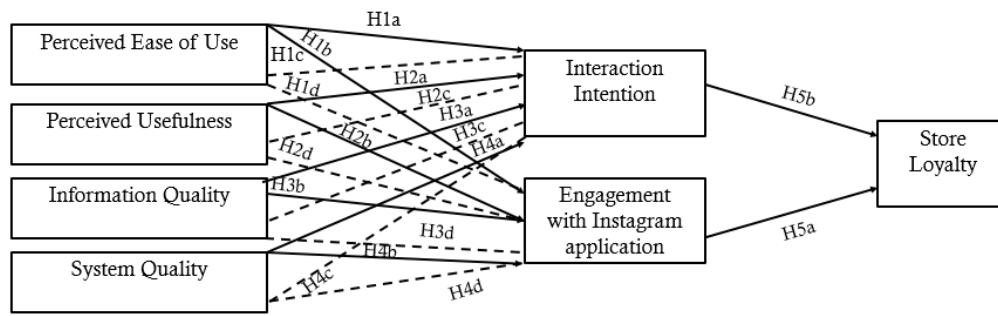 H1a
Perceived Ease of Use
H1b
H1c
Interaction
Intention
H1d
H2a
H2c
H5b
Perceived Usefulness
H3a
H2b
H3c
H4a
Store
Loyalty
H2d
Information Quality
H3b
Engagement
with Instagram
application
H3d
H5a
H4b
System Quality
H4c
H4d